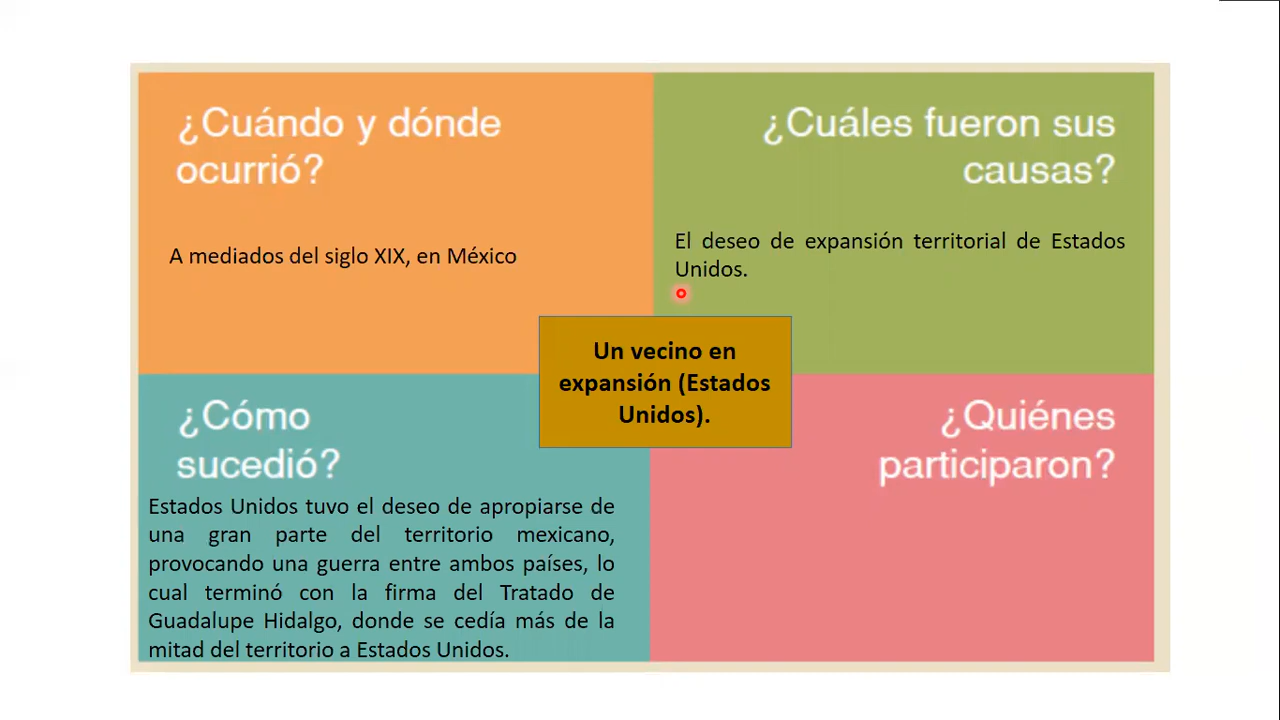 ¿Cuándo y dónde
ocurrió?
A mediados del siglo XIX, en México
¿Cuáles fueron sus
causas?
El deseo de expansión territorial de Estados
Unidos.
Un vecino en
expansión (Estados
Unidos).
¿Cómo
sucedió?
Estados Unidos tuvo el deseo de apropiarse de
una gran parte del territorio mexicano,
provocando una guerra entre ambos países, lo
cual terminó con la firma del Tratado de
Guadalupe Hidalgo, donde se cedía más de la
mitad del territorio a Estados Unidos.
¿Quiénes
participaron?